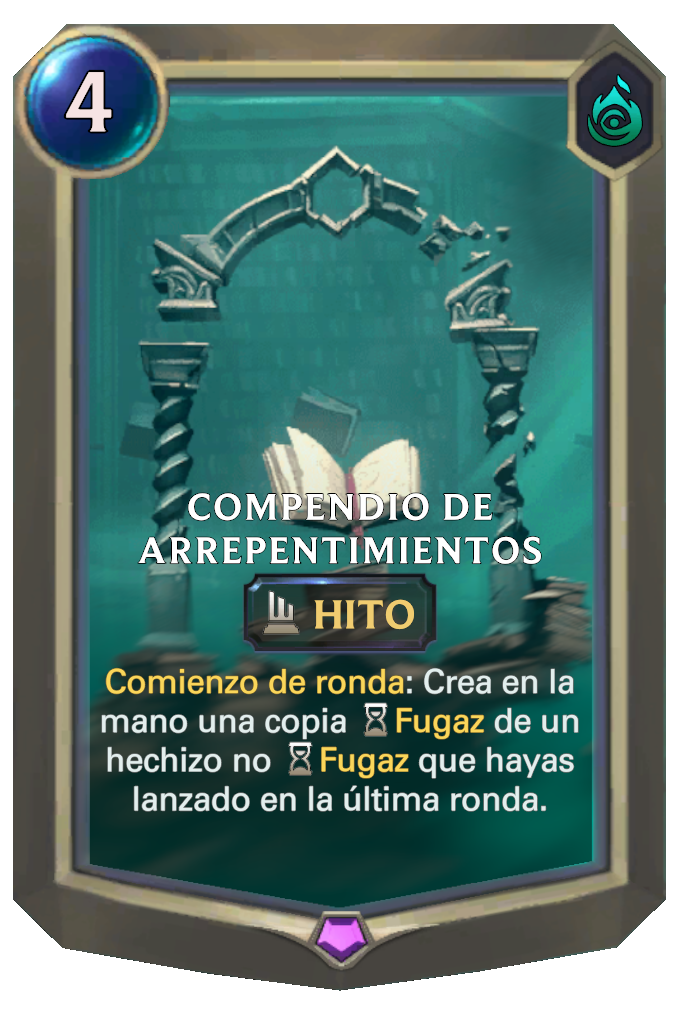 4
COMPENDIO DE
ARREPENTIMIENTOS
HITO
Comienzo de ronda: Crea en la
mano una copia Fugaz de un
hechizo no Fugaz que hayas
lanzado en la última ronda.